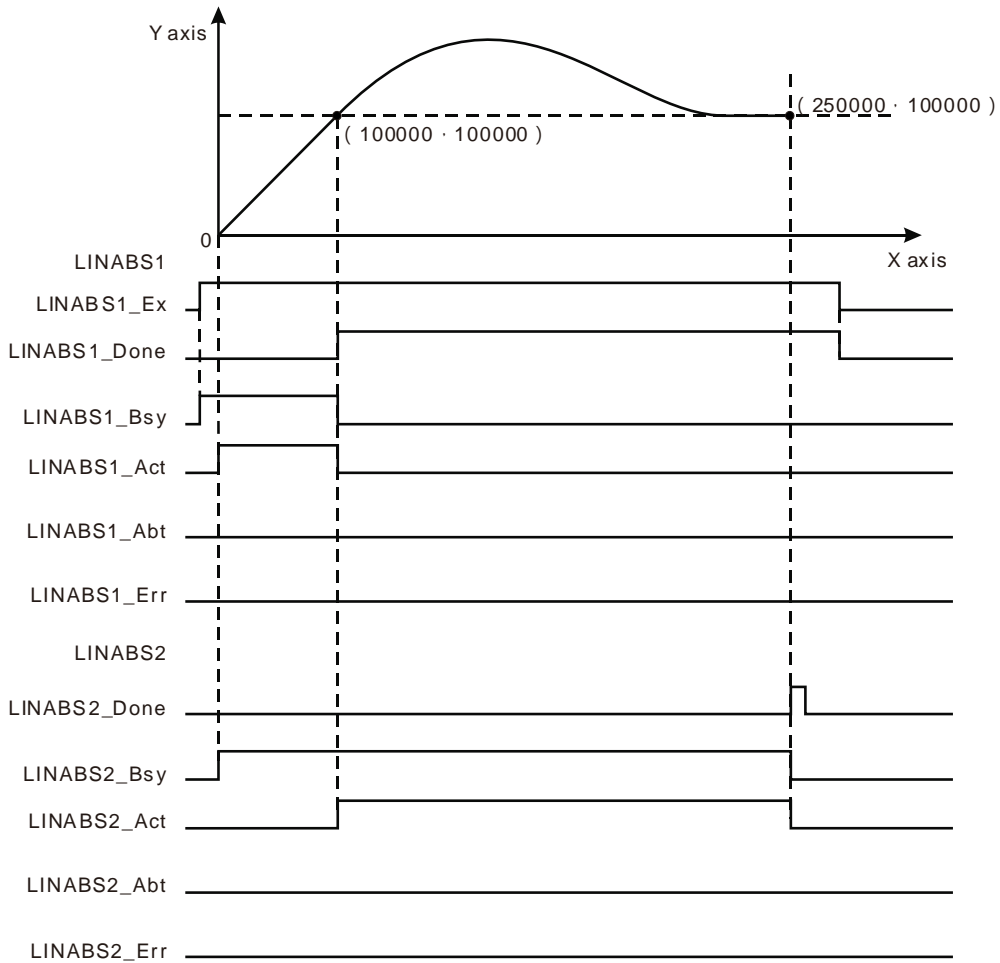 Y axis
( 250000 · 100000 )
( 100000 · 100000 )
0
X axis
LINABS1
LINABS1_Ex
LINABS1_Done
LINABS1_Bsy
LINABS1_Act
LINABS1_Abt
LINABS1_Err
LINABS2
LINABS2_Done
LINABS2_Bsy
LINABS2_Act
LINABS2_Abt
LINABS2_Err